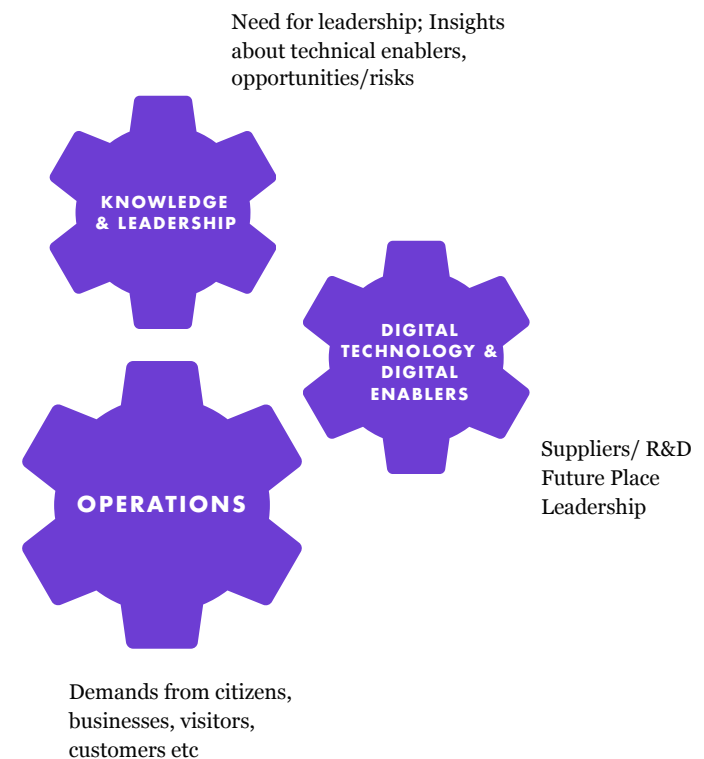 Need for leadership; Insights
about technical enablers,
opportunities/risks
KNOWLEDGE
& LEADERSHIP
DIGITAL
TECHNOLOGY &
DIGITAL
ENABLERS
Suppliers/ R&D
Future Place
Leadership
OPERATIONS
Demands from citizens,
businesses, visitors,
customers etc